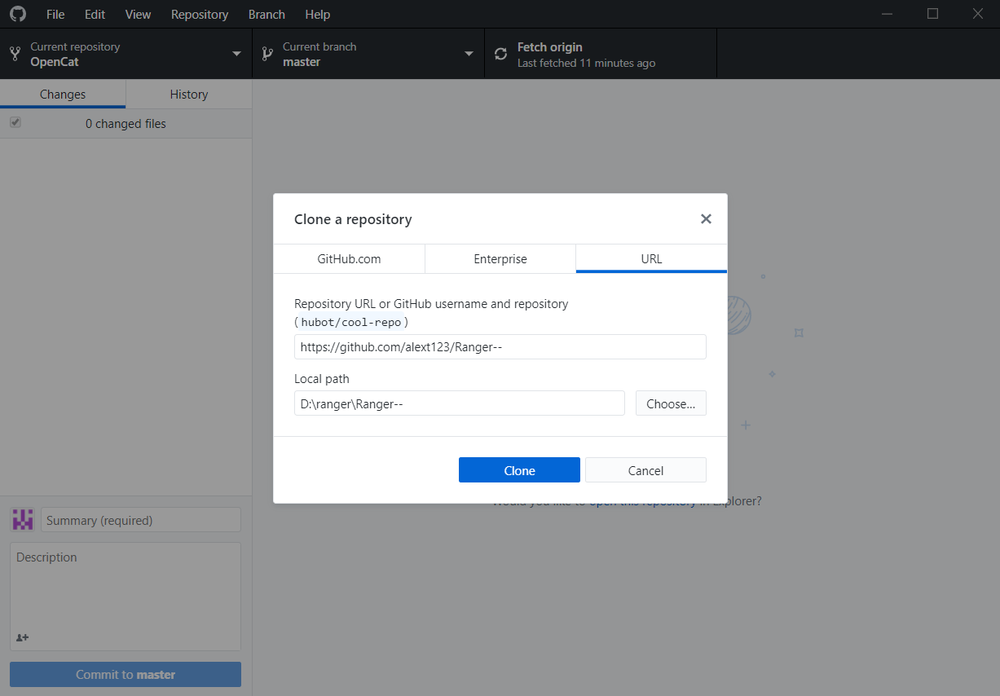 File Edit View Repository Branch Help
Current repository
OpenCat
Current branch
master
Fetch origin
Last fetched 11 minutes ago
Changes History
0 changed files
Clone a repository
GitHub.com Enterprise URL
Repository URL or GitHub username and repository
(hubot/cool-repo)
https://github.com/alext123/Ranger--
Local path
D:\ranger\Ranger--
Choose...
Clone Cancel
Would you like to open this repository in Explorer?
Summary (required)
Description
Commit to master